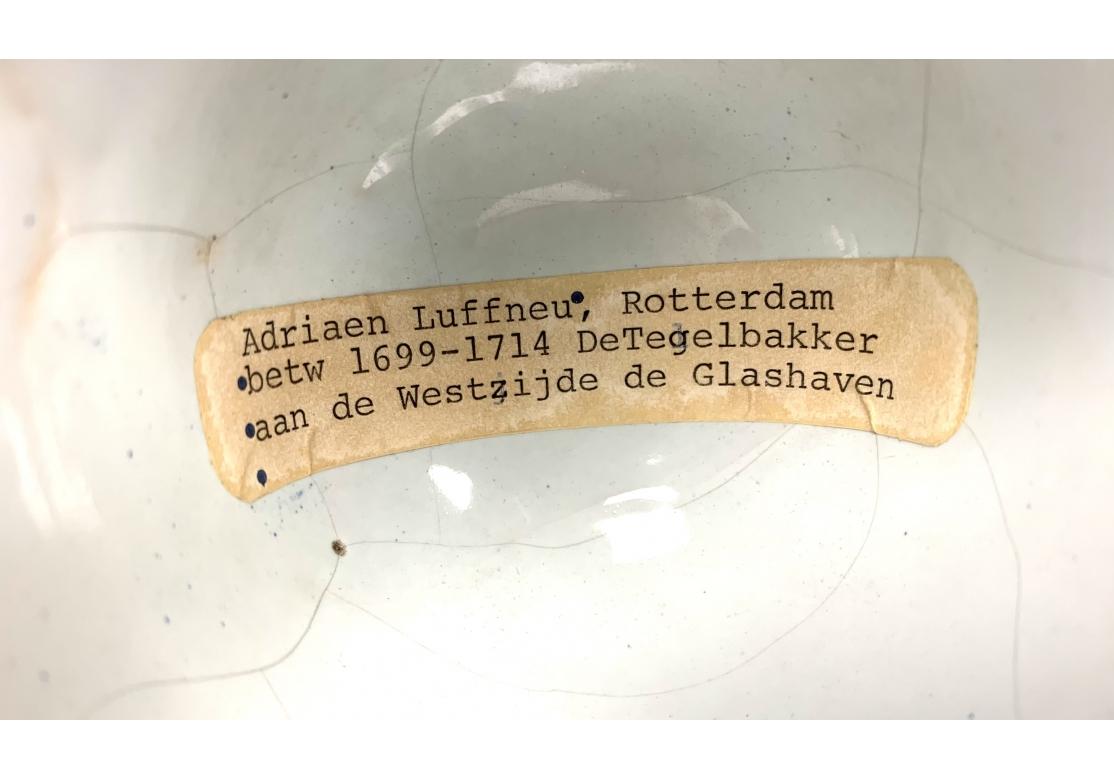 Adriaen Luffneu, Rotterdam
betw 1699-1714 DeTegelbakker
aan de Westzijde de Glashaven